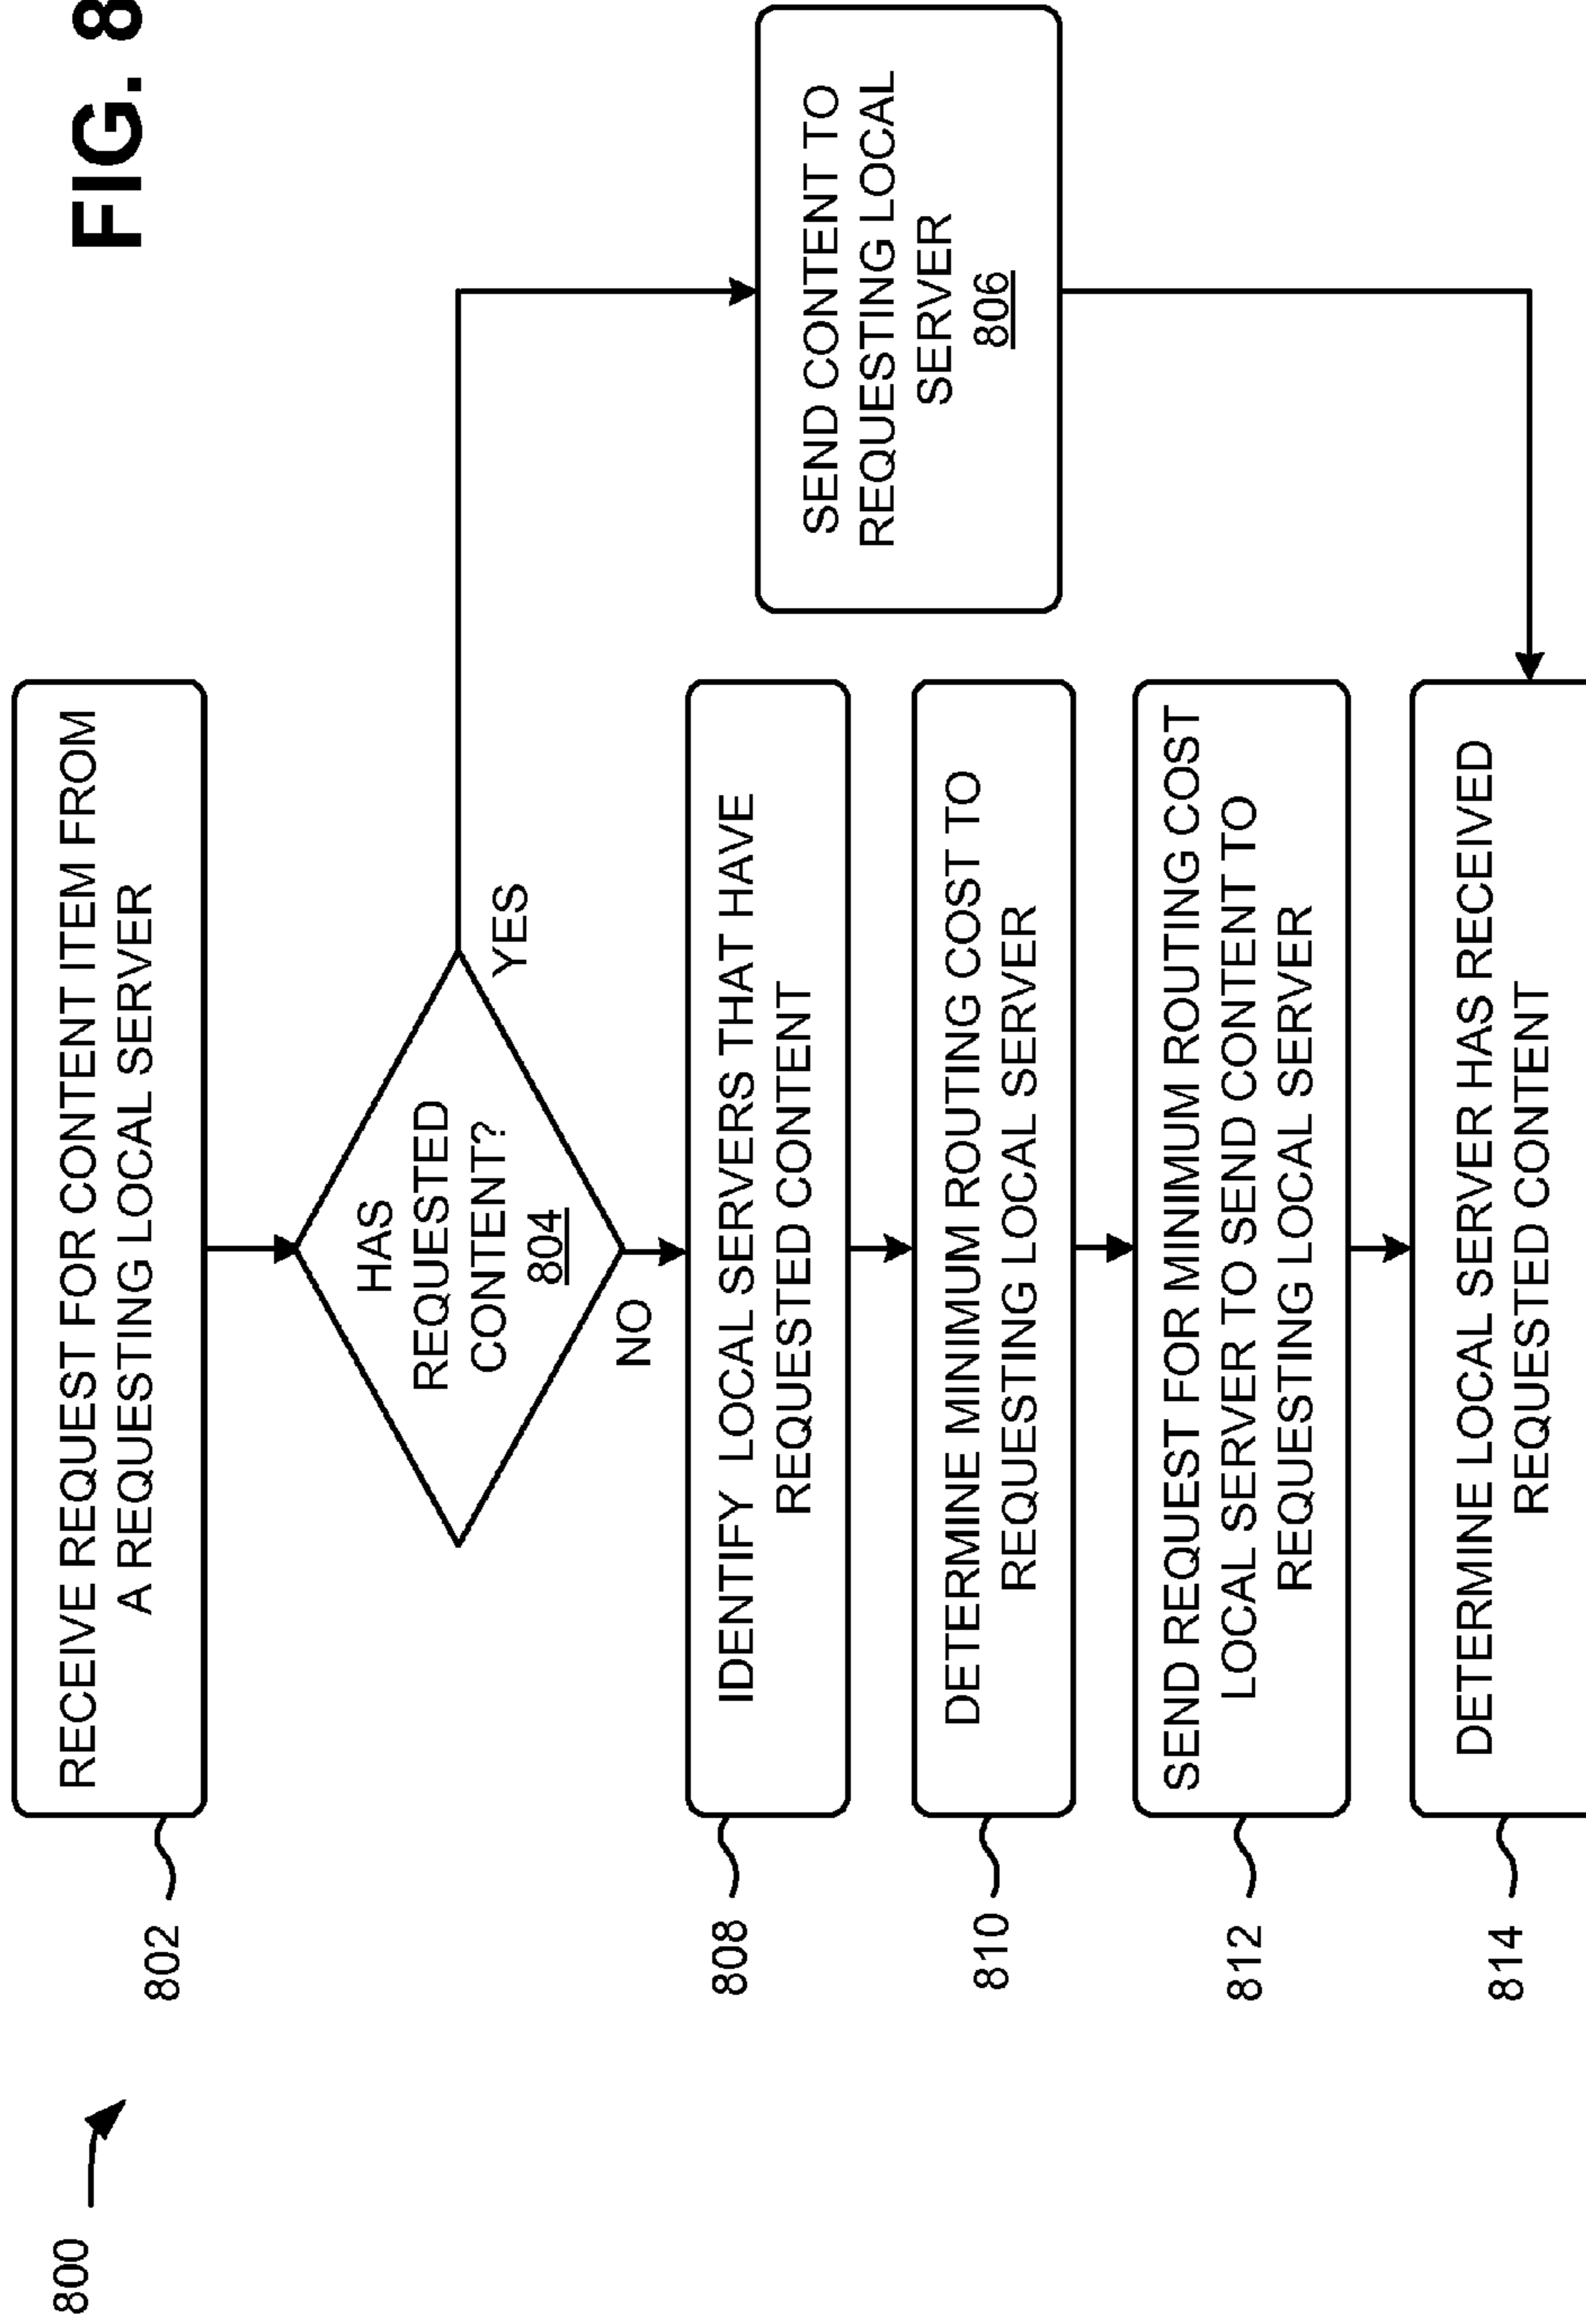 FIG. 8
800
802
RECEIVE REQUEST FOR CONTENT ITEM FROM
A REQUESTING LOCAL SERVER
HAS
REQUESTED
CONTENT?
804
YES
NO
SEND CONTENT TO
REQUESTING LOCAL
SERVER
806
808
IDENTIFY LOCAL SERVERS THAT HAVE
REQUESTED CONTENT
810
DETERMINE MINIMUM ROUTING COST TO
REQUESTING LOCAL SERVER
812
SEND REQUEST FOR MINIMUM ROUTING COST
LOCAL SERVER TO SEND CONTENT TO
REQUESTING LOCAL SERVER
814
DETERMINE LOCAL SERVER HAS RECEIVED
REQUESTED CONTENT